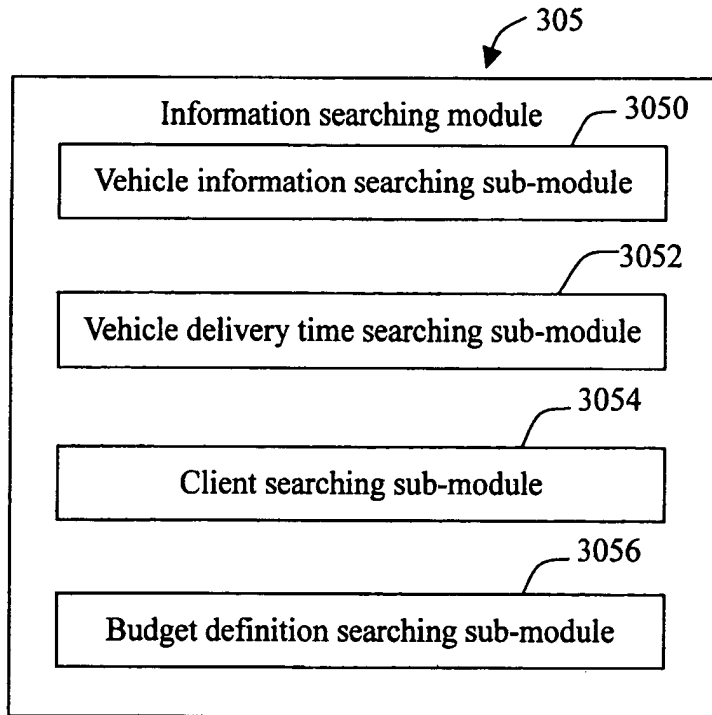 305
Information searching module
3050
Vehicle information searching sub-module
3052
Vehicle delivery time searching sub-module
3054
Client searching sub-module
3056
Budget definition searching sub-module